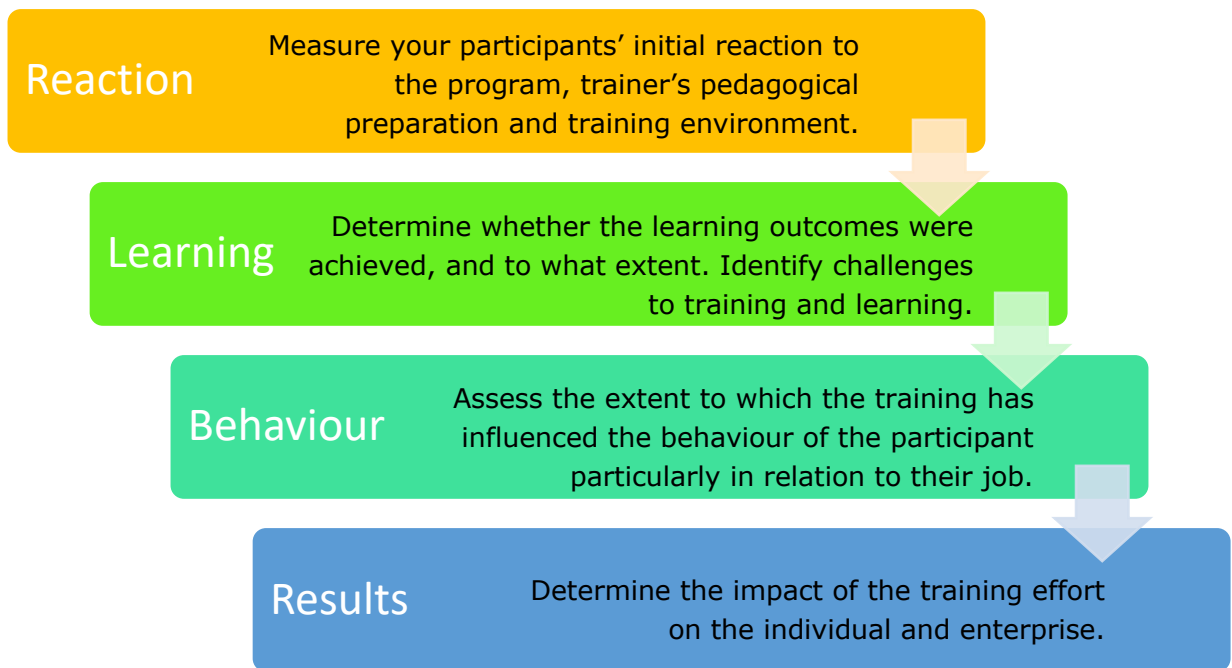 Reaction
Measure your participants’ initial reaction to
the program, trainer’s pedagogical
preparation and training environment.
Learning
Determine whether the learning outcomes were
achieved, and to what extent. Identify challenges
to training and learning.
Behaviour
Assess the extent to which the training has
influenced the behaviour of the participant
particularly in relation to their job.
Results
Determine the impact of the training effort
on the individual and enterprise.